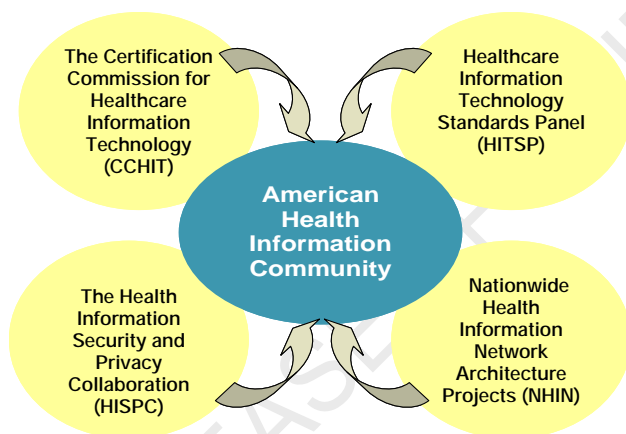 The Certification
Commission for
Healthcare
Information
Technology
(CCHIT)
Healthcare
Information
Technology
Standards Panel
(HITSP)
American
Health
Information
Community
The Health
Information
Security and
Privacy
Collaboration
(HISPC)
Nationwide
Health
Information
Network
Architecture
Projects (NHIN)